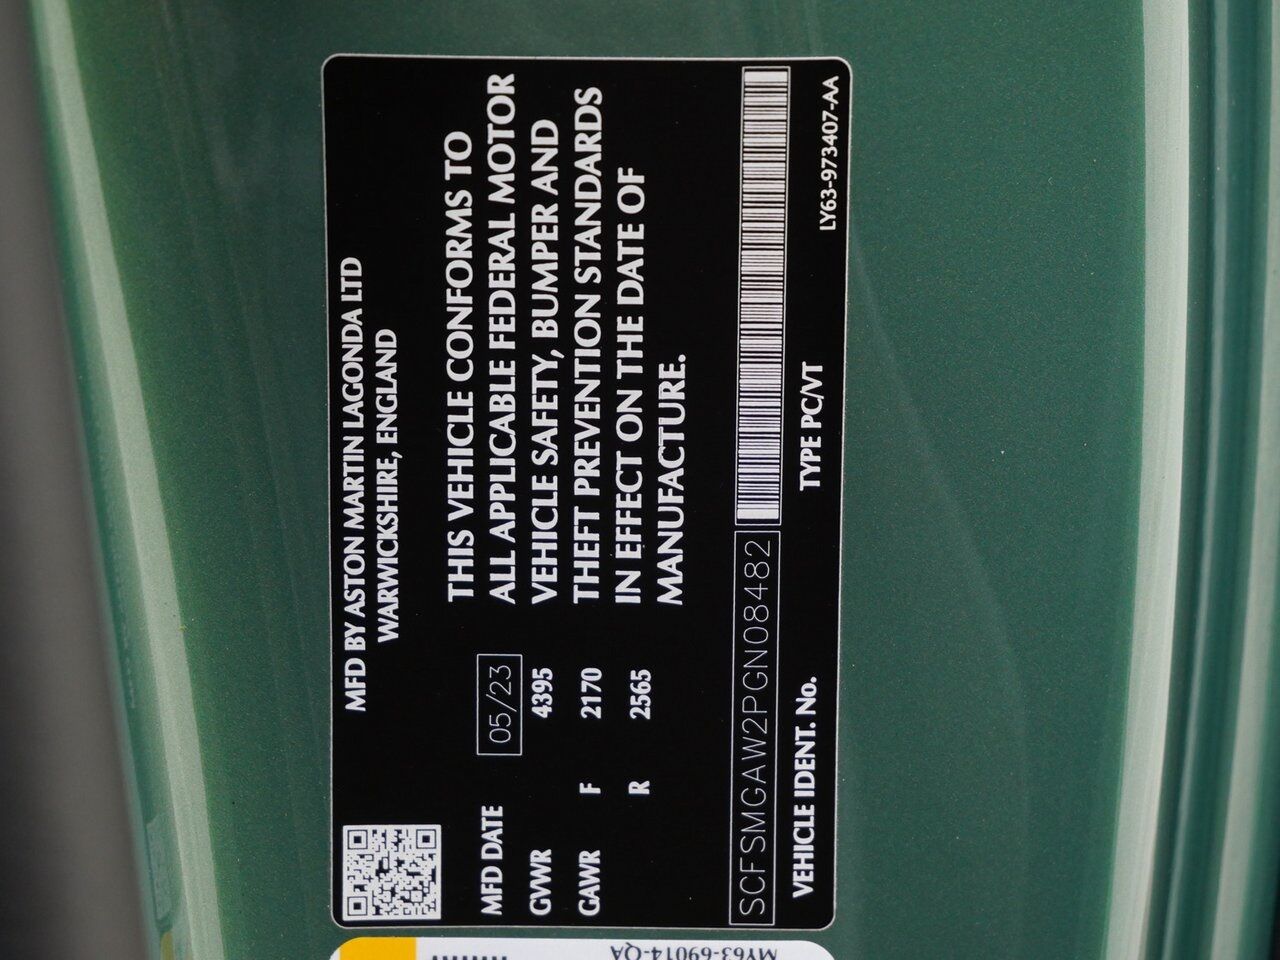 MFD BY ASTON MARTIN LAGONDA LTD
WARWICKSHIRE, ENGLAND
THIS VEHICLE CONFORMS TO
ALL APPLICABLE FEDERAL MOTOR
VEHICLE SAFETY, BUMPER AND
THEFT PREVENTION STANDARDS
IN EFFECT ON THE DATE OF
MANUFACTURE.
MFD DATE 05/23
GVWR 4395
GAWR F 2170
R 2565
SCFSMGAW2PGN08482
VEHICLE IDENT. No. TYPE PC/VT LY63-973407-AA
MY63-69014-QA